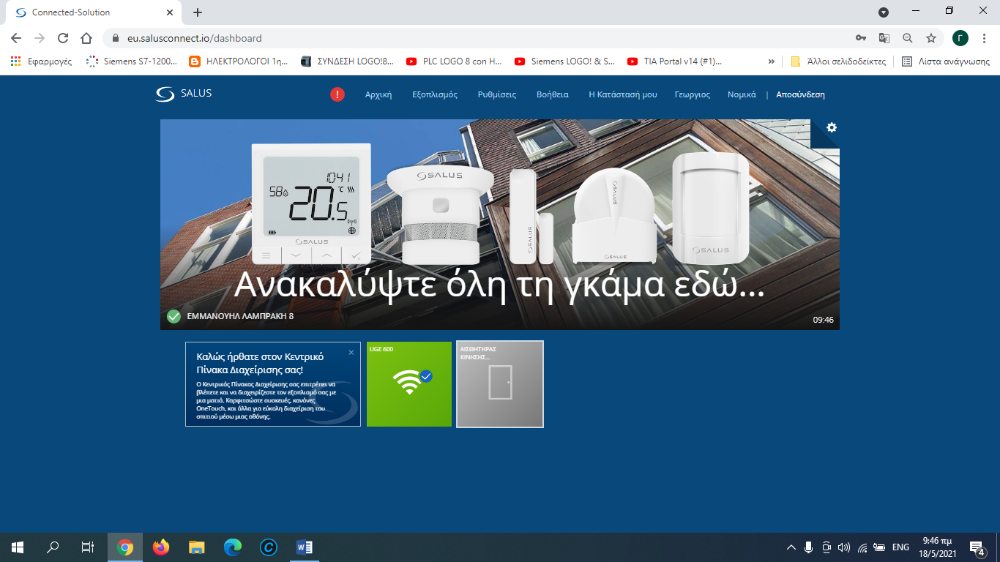 Connected-Solution
eu.salusconnect.io/dashboard
Γ
Εφαρμογές
Siemens S7-1200...
ΗΛΕΚΤΡΟΛΟΓΟΙ 1η...
ΣΥΝΔΕΣΗ LOGO!8...
PLC LOGO 8 con H...
Siemens LOGO! & S...
TIA Portal v14 (#1)...
»
Άλλοι σελιδοδείκτες
Λίστα ανάγνωσης
SALUS
!
Αρχική
Εξοπλισμός
Ρυθμίσεις
Βοήθεια
Η Κατάστασή μου
Γεωργιος
Νομικά
|
Αποσύνδεση
10:41
58
°C
20.5
SALUS
SALUS
SALUS
SALUS
SALUS
SALUS
Ανακαλύψτε όλη τη γκάμα εδώ...
ΕΜΜΑΝΟΥΗΛ ΛΑΜΠΡΑΚΗ 8
09:46
Καλώς ήρθατε στον Κεντρικό
Πίνακα Διαχείρισης σας!
Ο Κεντρικός Πίνακας Διαχείρισης σας επιτρέπει να
βλέπετε και να διαχειρίζεστε τον εξοπλισμό σας με
μια ματιά. Καρφιτσώστε συσκευές, κανόνες
OneTouch, και άλλα για εύκολη διαχείριση του
σπιτιού μέσω μιας οθόνης.
UGE 600
ΑΙΣΘΗΤΗΡΑΣ
ΚΙΝΗΣΗΣ...
ENG
9:46 πμ
18/5/2021
4